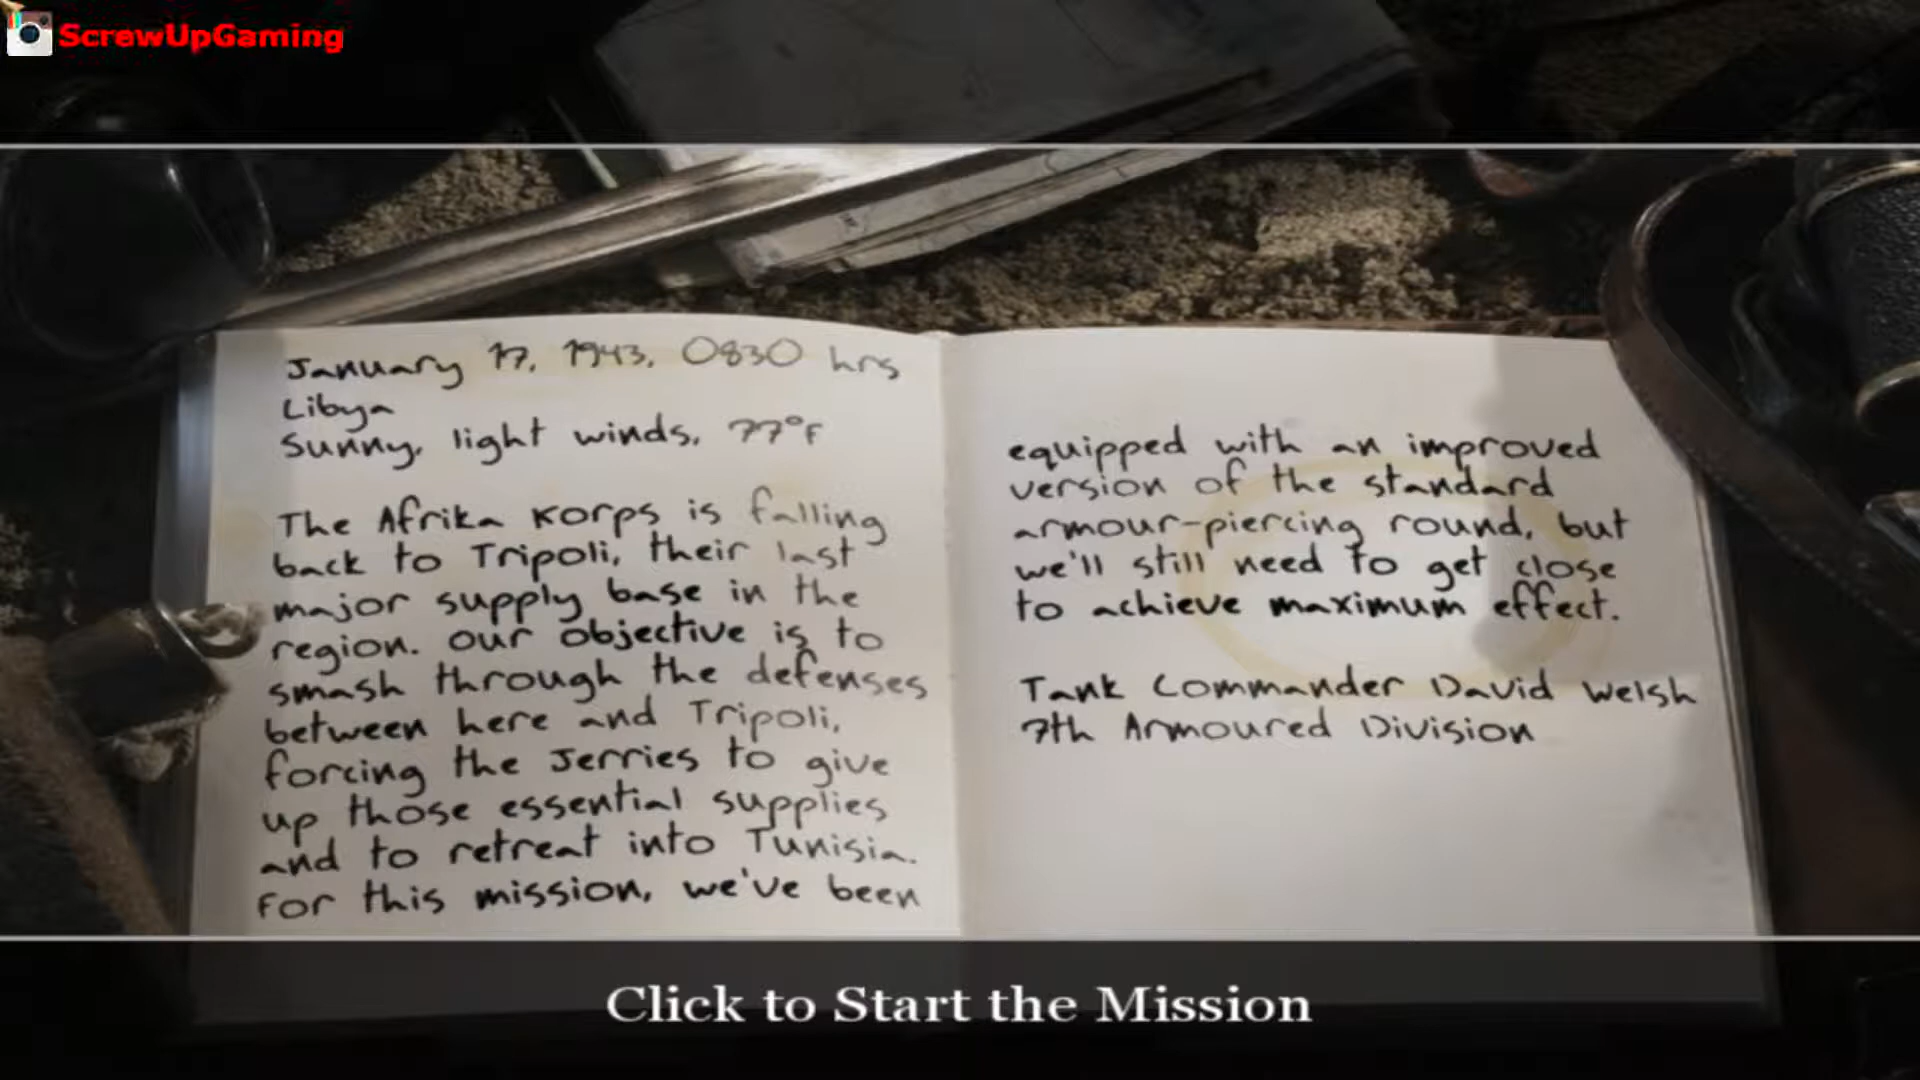 ScrewUpGaming
January 17, 1943, 0830 hrs
Libya
Sunny, light winds, 77°F
The Afrika Korps is falling
back to Tripoli, their last
major supply base in the
region. Our objective is to
smash through the defenses
between here and Tripoli,
forcing the Jerries to give
up those essential supplies
and to retreat into Tunisia.
For this mission, we've been
equipped with an improved
version of the standard
armour-piercing round, but
we'll still need to get close
to achieve maximum effect.
Tank Commander David Welsh
7th Armoured Division
Click to Start the Mission